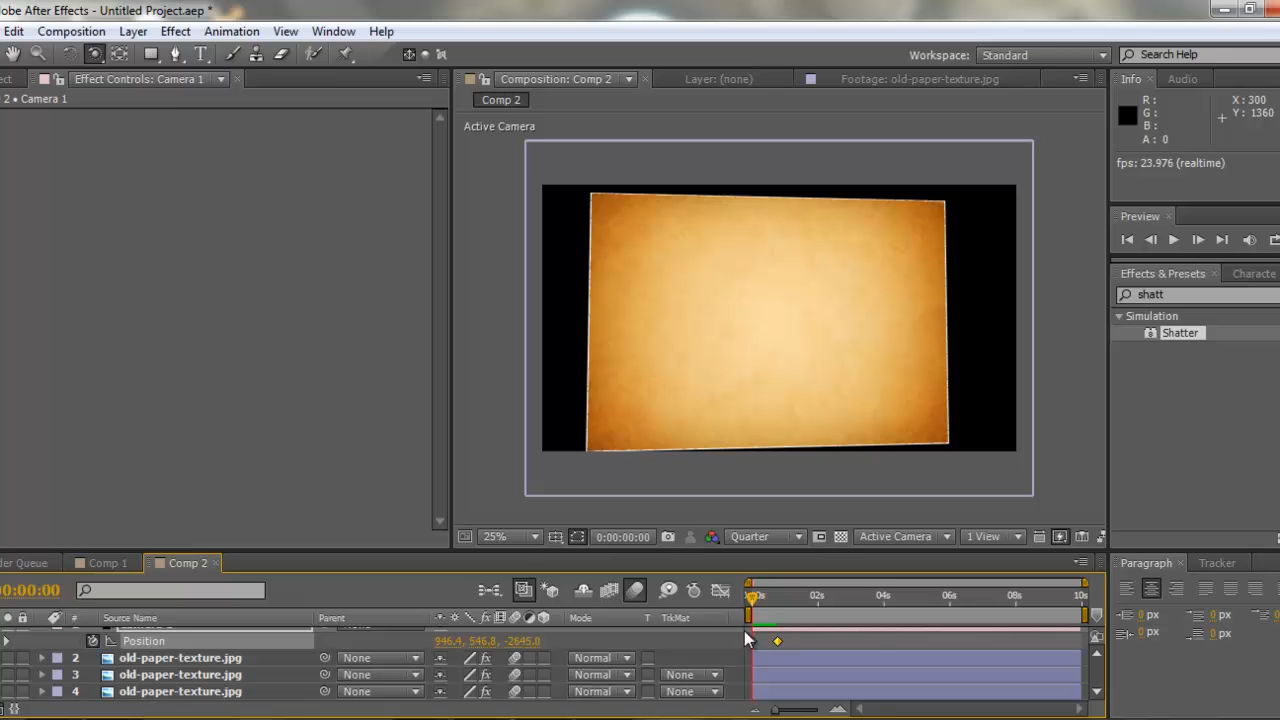 dobe After Effects - Untitled Project.aep *
Edit Composition Layer Effect Animation View Window Help
Workspace: Standard Search Help
ect Effect Controls: Camera 1 Composition: Comp 2 Layer: (none) Footage: old-paper-texture.jpg Info Audio
2 • Camera 1
Comp 2
R: X: 300
G: Y: 1360
B:
A: 0
Active Camera
fps: 23.976 (realtime)
Preview
Effects & Presets Characte
shatt
Simulation
Shatter
25% 0:00:00:00 Quarter Active Camera 1 View
der Queue Comp 1 Comp 2 Paragraph Tracker
00:00:00
0s 02s 04s 06s 08s 10s
Source Name Parent Mode T TrkMat
0 px 0 px
0 px 0 px
Position 946.4, 546.8, -2645.0
2 old-paper-texture.jpg None Normal
3 old-paper-texture.jpg None Normal None
4 old-paper-texture.jpg None Normal None